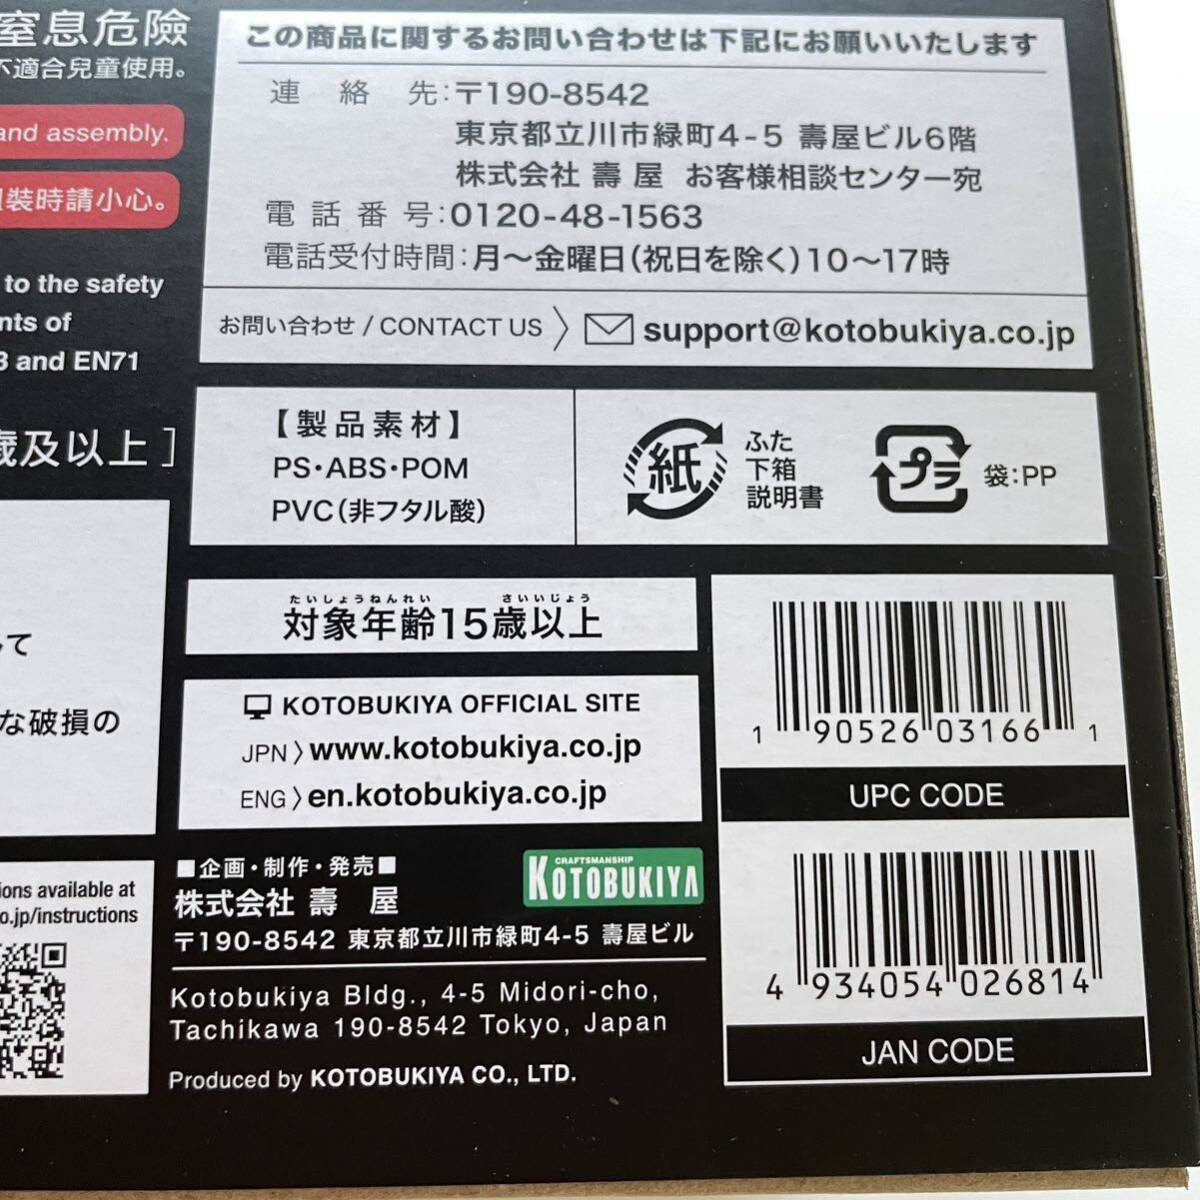 窒息危險
不適合兒童使用。
and assembly.
裝時請小心。
to the safety
nts of
3 and EN71
歳及以上］
って
な破損の
ions available at
o.jp/instructions
この商品に関するお問い合わせは下記にお願いいたします
連絡先:〒190-8542
東京都立川市緑町4-5 壽屋ビル6階
株式会社 壽屋 お客様相談センター宛
電話番号:0120-48-1563
電話受付時間:月〜金曜日(祝日を除く)10〜17時
お問い合わせ / CONTACT US 〉 support@kotobukiya.co.jp
【製品素材】
PS・ABS・POM
PVC(非フタル酸)
紙
ふた
下箱
説明書
プラ
袋:PP
たいしょうねんれい さいいじょう
対象年齢15歳以上
KOTOBUKIYA OFFICIAL SITE
JPN 〉www.kotobukiya.co.jp
ENG 〉en.kotobukiya.co.jp
■企画・制作・発売■
株式会社 壽屋
CRAFTSMANSHIP
KOTOBUKIYA
〒190-8542 東京都立川市緑町4-5 壽屋ビル
Kotobukiya Bldg., 4-5 Midori-cho,
Tachikawa 190-8542 Tokyo, Japan
Produced by KOTOBUKIYA CO., LTD.
1 90526 03166 1
UPC CODE
4 934054 026814
JAN CODE